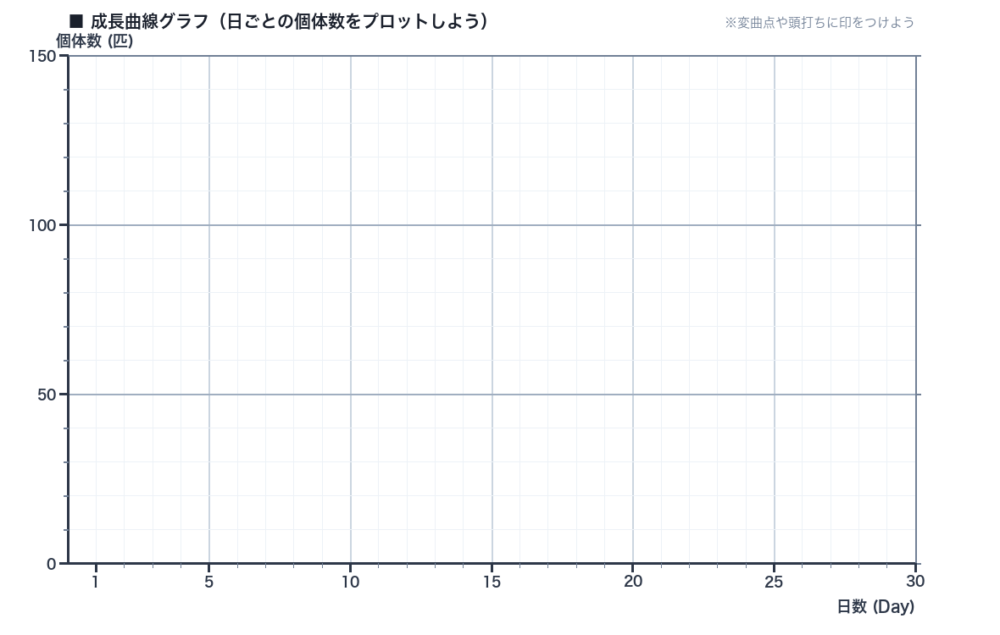 ■ 成長曲線グラフ（日ごとの個体数をプロットしよう）
※変曲点や頭打ちに印をつけよう
個体数 (匹)
150
100
50
0
1 5 10 15 20 25 30
日数 (Day)